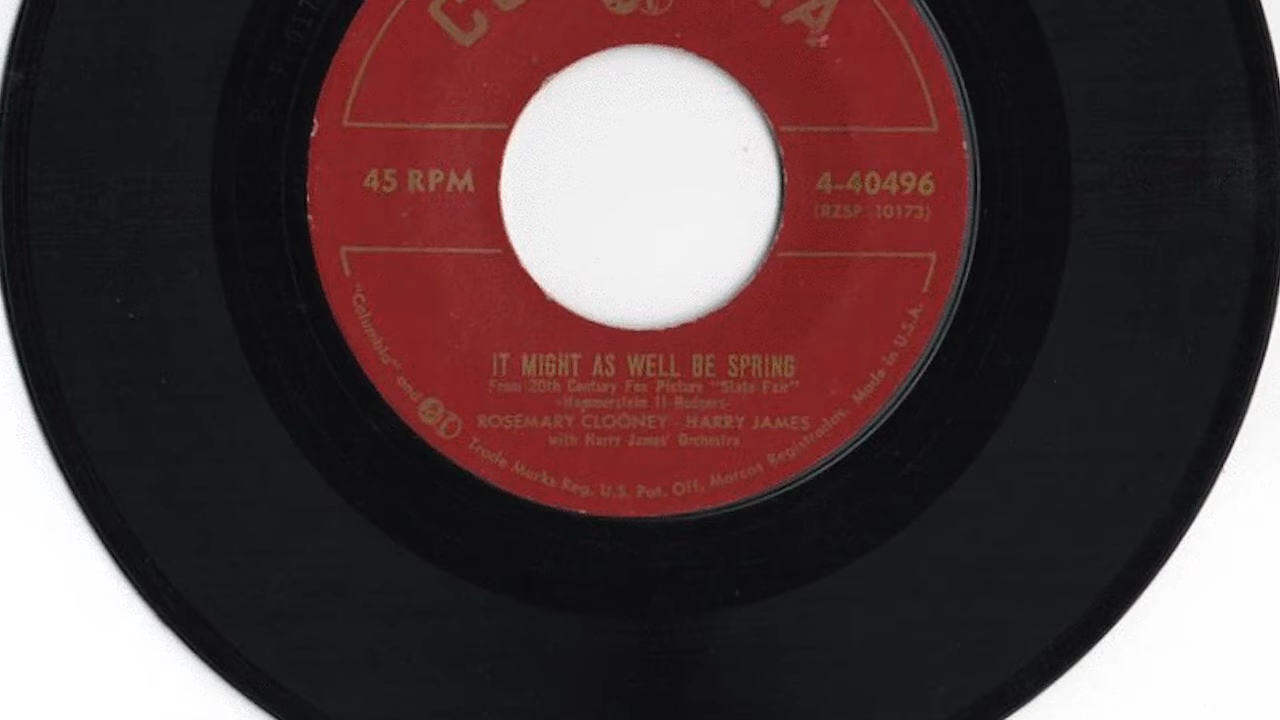 45 RPM
4-40496
(RZSP 10173)
IT MIGHT AS WELL BE SPRING
From 20th Century Fox Picture "State Fair"
-Hammerstein II-Rodgers-
ROSEMARY CLOONEY - HARRY JAMES
with Harry James' Orchestra
"Columbia" and Trade Marks Reg. U.S. Pat. Off. Marcas Registradas. Made in U.S.A.